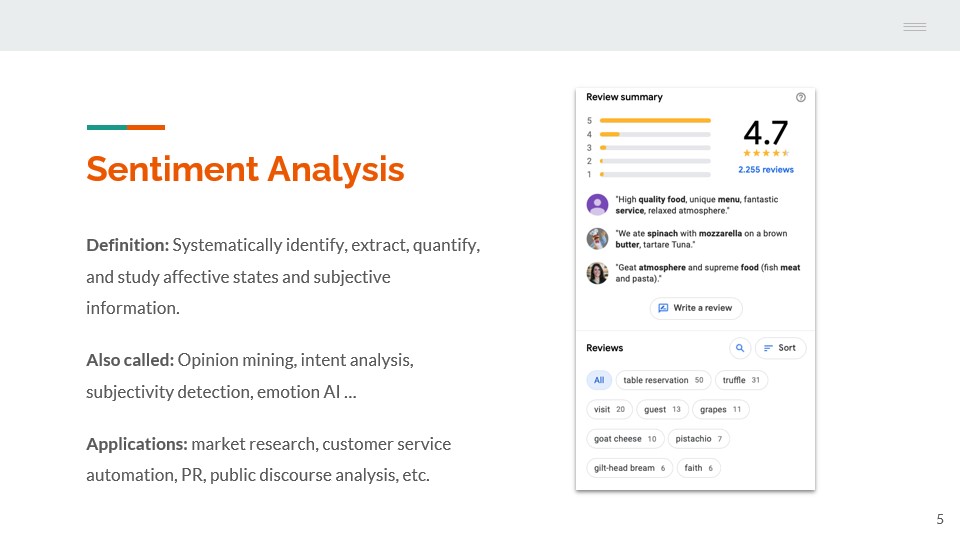 Sentiment Analysis
Definition: Systematically identify, extract, quantify,
and study affective states and subjective
information.
Also called: Opinion mining, intent analysis,
subjectivity detection, emotion AI ...
Applications: market research, customer service
automation, PR, public discourse analysis, etc.
Review summary
5
4
3
2
1
4.7
2.255 reviews
"High quality food, unique menu, fantastic
service, relaxed atmosphere."
"We ate spinach with mozzarella on a brown
butter, tartare Tuna."
"Geat atmosphere and supreme food (fish meat
and pasta)."
Write a review
Reviews
Sort
All table reservation 50 truffle 31
visit 20 guest 13 grapes 11
goat cheese 10 pistachio 7
gilt-head bream 6 faith 6
5